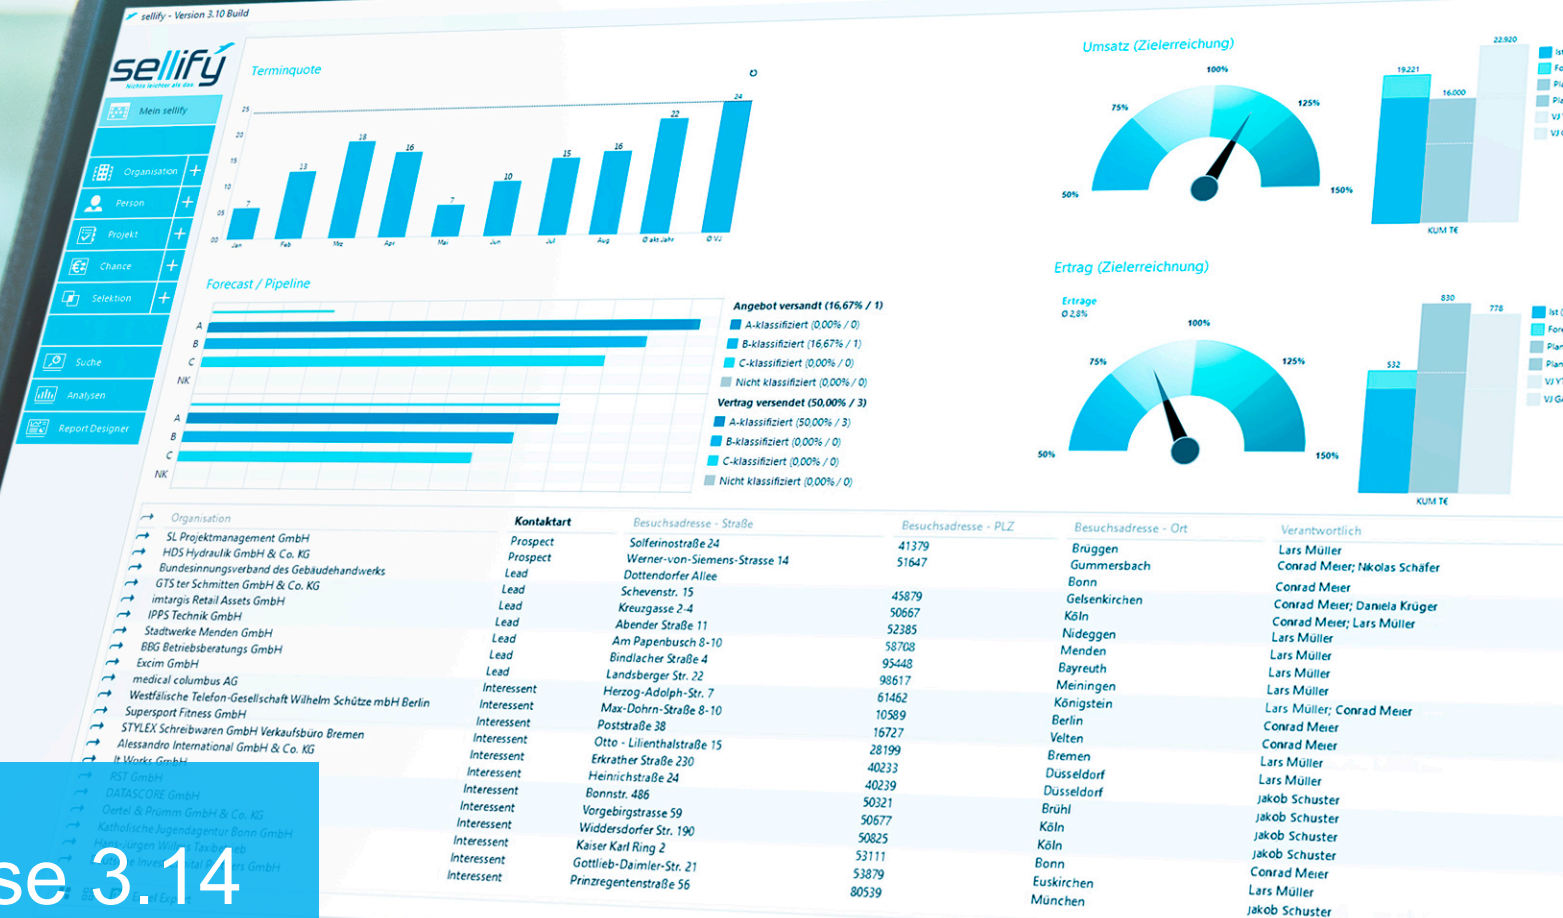 sellify - Version 3.10 Build
sellify
Nichts leichter als das
Mein sellify
Organisation +
Person +
Projekt +
Chance +
Selektion +
Suche
Analysen
Report Designer
Terminquote
25
20
15
10
05
00
7 13 18 16 7 10 15 16 22 24
Jan Feb Mrz Apr Mai Jun Jul Aug Ø akt Jahr Ø VJ
Umsatz (Zielerreichung)
50% 75% 100% 125% 150%
19.221 16.000 22.920
KUM T€
Forecast / Pipeline
A
B
C
NK
A
B
C
NK
Angebot versandt (16,67% / 1)
A-klassifiziert (0,00% / 0)
B-klassifiziert (16,67% / 1)
C-klassifiziert (0,00% / 0)
Nicht klassifiziert (0,00% / 0)
Vertrag versendet (50,00% / 3)
A-klassifiziert (50,00% / 3)
B-klassifiziert (0,00% / 0)
C-klassifiziert (0,00% / 0)
Nicht klassifiziert (0,00% / 0)
Ertrag (Zielerreichnung)
Erträge
Ø 2,8%
50% 75% 100% 125% 150%
532 830 778
KUM T€
Organisation Kontaktart Besuchsadresse - Straße Besuchsadresse - PLZ Besuchsadresse - Ort Verantwortlich
SL Projektmanagement GmbH Prospect Solferinostraße 24 41379 Brüggen Lars Müller
HDS Hydraulik GmbH & Co. KG Prospect Werner-von-Siemens-Strasse 14 51647 Gummersbach Conrad Meier; Nikolas Schäfer
Bundesinnungsverband des Gebäudehandwerks Lead Dottendorfer Allee Bonn Conrad Meier
GTS ter Schmitten GmbH & Co. KG Lead Schevenstr. 15 45879 Gelsenkirchen Conrad Meier; Daniela Krüger
imtargis Retail Assets GmbH Lead Kreuzgasse 2-4 50667 Köln Conrad Meier; Lars Müller
IPPS Technik GmbH Lead Abender Straße 11 52385 Nideggen Lars Müller
Stadtwerke Menden GmbH Lead Am Papenbusch 8-10 58708 Menden Lars Müller
BBG Betriebsberatungs GmbH Lead Bindlacher Straße 4 95448 Bayreuth Lars Müller
Excim GmbH Lead Landsberger Str. 22 98617 Meiningen Lars Müller
medical columbus AG Interessent Herzog-Adolph-Str. 7 61462 Königstein Lars Müller; Conrad Meier
Westfälische Telefon-Gesellschaft Wilhelm Schütze mbH Berlin Interessent Max-Dohrn-Straße 8-10 10589 Berlin Conrad Meier
Supersport Fitness GmbH Interessent Poststraße 38 16727 Velten Conrad Meier
STYLEX Schreibwaren GmbH Verkaufsbüro Bremen Interessent Otto - Lilienthalstraße 15 28199 Bremen Lars Müller
Alessandro International GmbH & Co. KG Interessent Erkrather Straße 230 40233 Düsseldorf Lars Müller
It Works GmbH Interessent Heinrichstraße 24 40239 Düsseldorf Jakob Schuster
RST GmbH Interessent Bonnstr. 486 50321 Brühl Jakob Schuster
DATASCORE GmbH Interessent Vorgebirgstrasse 59 50677 Köln Jakob Schuster
Oertel & Prümm GmbH & Co. KG Interessent Widdersdorfer Str. 190 50825 Köln Jakob Schuster
Katholische Jugendagentur Bonn GmbH Interessent Kaiser Karl Ring 2 53111 Bonn Conrad Meier
Hans-Jürgen Interessent Gottlieb-Daimler-Str. 21 53879 Euskirchen Lars Müller
GmbH Interessent Prinzregentenstraße 56 80539 München Jakob Schuster
se 3.14